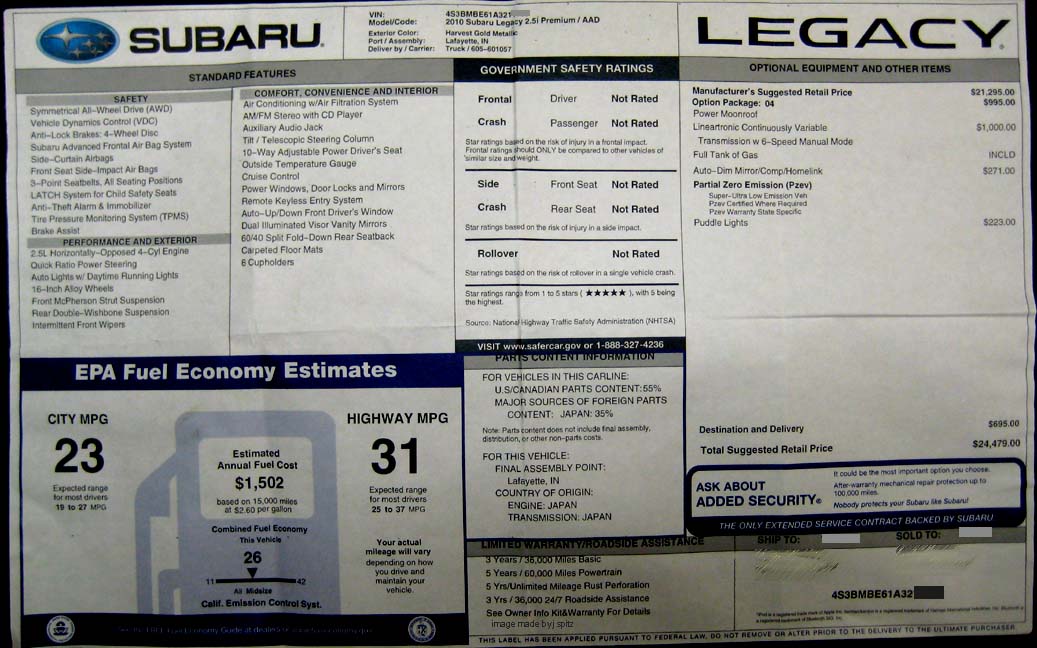 SUBARU®
VIN: 4S3BMBE61A321
Model/Code: 2010 Subaru Legacy 2.5i Premium / AAD
Exterior Color: Harvest Gold Metallic
Port / Assembly: Lafayette, IN
Deliver by / Carrier: Truck / 605-601057
LEGACY®
STANDARD FEATURES
SAFETY
Symmetrical All-Wheel Drive (AWD)
Vehicle Dynamics Control (VDC)
Anti-Lock Brakes: 4-Wheel Disc
Subaru Advanced Frontal Air Bag System
Side-Curtain Airbags
Front Seat Side-Impact Air Bags
3-Point Seatbelts, All Seating Positions
LATCH System for Child Safety Seats
Anti-Theft Alarm & Immobilizer
Tire Pressure Monitoring System (TPMS)
Brake Assist
PERFORMANCE AND EXTERIOR
2.5L Horizontally-Opposed 4-Cyl Engine
Quick Ratio Power Steering
Auto Lights w/ Daytime Running Lights
16-Inch Alloy Wheels
Front McPherson Strut Suspension
Rear Double-Wishbone Suspension
Intermittent Front Wipers
COMFORT, CONVENIENCE AND INTERIOR
Air Conditioning w/Air Filtration System
AM/FM Stereo with CD Player
Auxiliary Audio Jack
Tilt / Telescopic Steering Column
10-Way Adjustable Power Driver's Seat
Outside Temperature Gauge
Cruise Control
Power Windows, Door Locks and Mirrors
Remote Keyless Entry System
Auto-Up/Down Front Driver's Window
Dual Illuminated Visor Vanity Mirrors
60/40 Split Fold-Down Rear Seatback
Carpeted Floor Mats
6 Cupholders
GOVERNMENT SAFETY RATINGS
Frontal Driver Not Rated
Crash Passenger Not Rated
Star ratings based on the risk of injury in a frontal impact.
Frontal ratings should ONLY be compared to other vehicles of
similar size and weight.
Side Front Seat Not Rated
Crash Rear Seat Not Rated
Star ratings based on the risk of injury in a side impact.
Rollover Not Rated
Star ratings based on the risk of rollover in a single vehicle crash.
Star ratings range from 1 to 5 stars ( ★★★★★ ), with 5 being
the highest.
Source: National Highway Traffic Safety Administration (NHTSA)
VISIT www.safercar.gov or 1-888-327-4236
OPTIONAL EQUIPMENT AND OTHER ITEMS
Manufacturer's Suggested Retail Price $21,295.00
Option Package: 04 $995.00
Power Moonroof
Lineartronic Continuously Variable $1,000.00
Transmission w 6-Speed Manual Mode
Full Tank of Gas INCLD
Auto-Dim Mirror/Comp/Homelink $271.00
Partial Zero Emission (Pzev)
Super-Ultra Low Emission Veh
Pzev Certified Where Required
Pzev Warranty State Specific
Puddle Lights $223.00
Destination and Delivery $695.00
Total Suggested Retail Price $24,479.00
EPA Fuel Economy Estimates
CITY MPG
23
Expected range
for most drivers
19 to 27 MPG
Estimated
Annual Fuel Cost
$1,502
based on 15,000 miles
at $2.60 per gallon
Combined Fuel Economy
This Vehicle
26
11 42
All Midsize
Calif. Emission Control Syst.
HIGHWAY MPG
31
Expected range
for most drivers
25 to 37 MPG
Your actual
mileage will vary
depending on how
you drive and
maintain your
vehicle.
See the FREE Fuel Economy Guide at dealers or www.fueleconomy.gov
PARTS CONTENT INFORMATION
FOR VEHICLES IN THIS CARLINE:
U.S/CANADIAN PARTS CONTENT:55%
MAJOR SOURCES OF FOREIGN PARTS
CONTENT: JAPAN: 35%
Note: Parts content does not include final assembly,
distribution, or other non-parts costs.
FOR THIS VEHICLE:
FINAL ASSEMBLY POINT:
Lafayette, IN
COUNTRY OF ORIGIN:
ENGINE: JAPAN
TRANSMISSION: JAPAN
LIMITED WARRANTY/ROADSIDE ASSISTANCE
3 Years / 36,000 Miles Basic
5 Years / 60,000 Miles Powertrain
5 Yrs/Unlimited Mileage Rust Perforation
3 Yrs / 36,000 24/7 Roadside Assistance
See Owner Info Kit&Warranty For Details
image made byj spitz
ASK ABOUT
ADDED SECURITY®
It could be the most important option you choose.
After-warranty mechanical repair protection up to
100,000 miles.
Nobody protects your Subaru like Subaru!
THE ONLY EXTENDED SERVICE CONTRACT BACKED BY SUBARU
SHIP TO: SOLD TO:
4S3BMBE61A32
THIS LABEL HAS BEEN APPLIED PURSUANT TO FEDERAL LAW, DO NOT REMOVE OR ALTER PRIOR TO THE DELIVERY TO THE ULTIMATE PURCHASER.